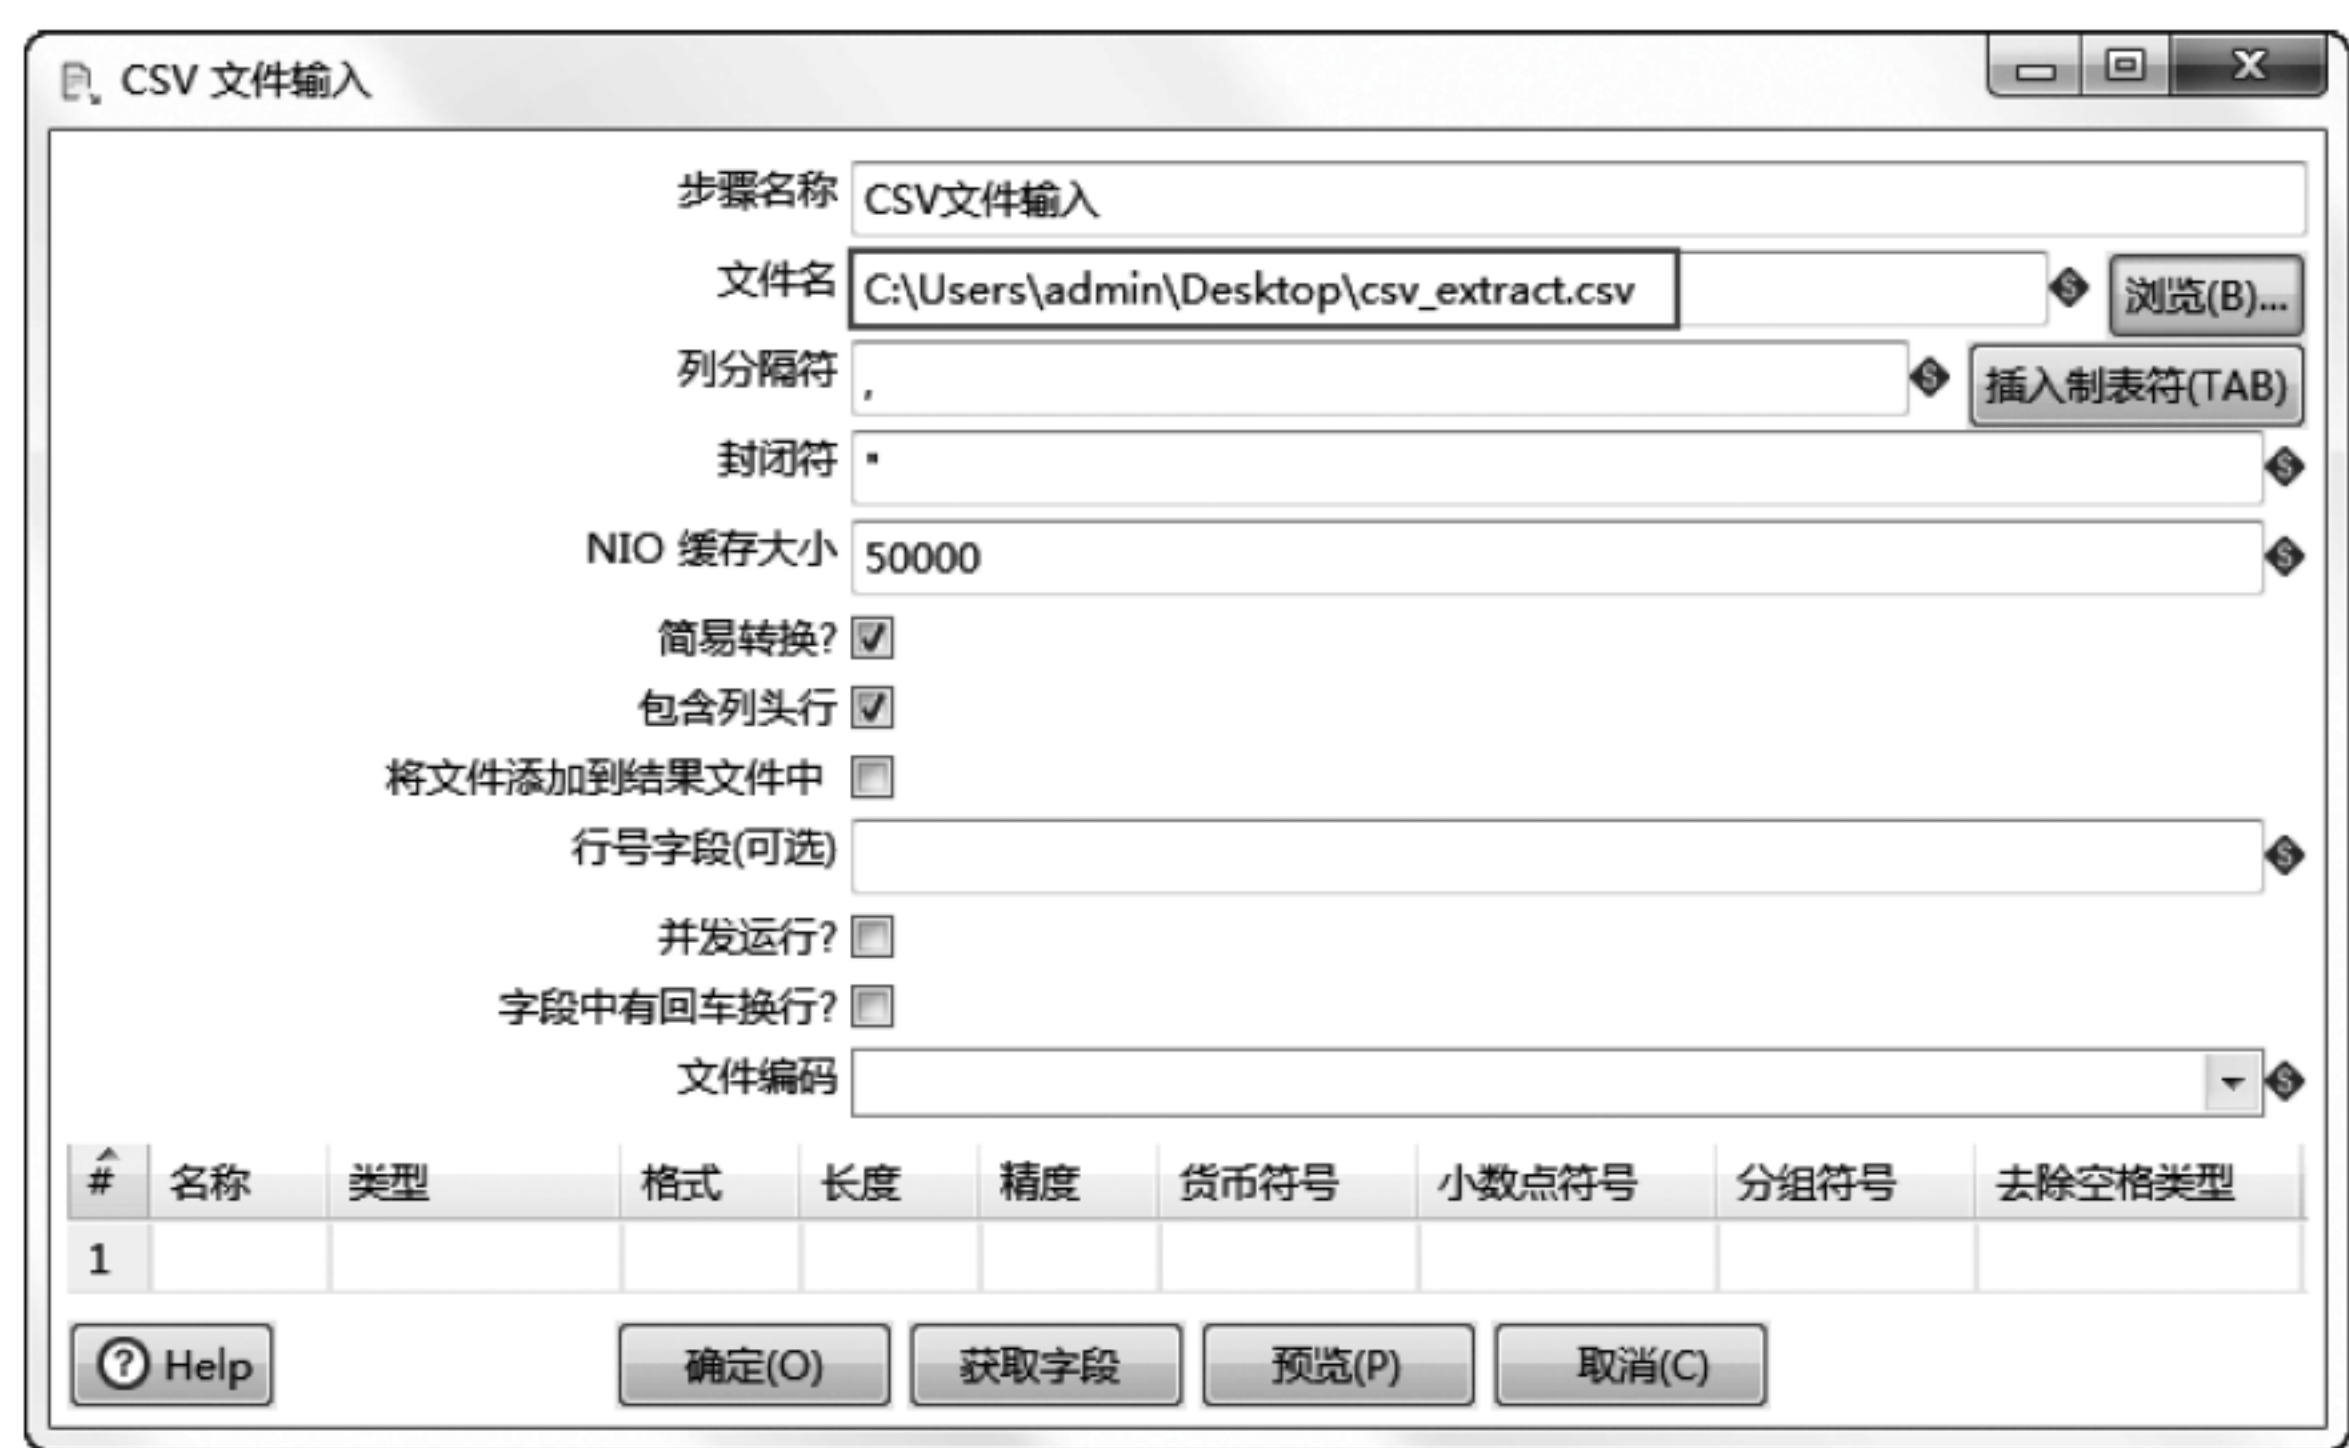 CSV 文件输入
步骤名称 CSV文件输入
文件名 C:\Users\admin\Desktop\csv_extract.csv 浏览(B)...
列分隔符 , 插入制表符(TAB)
封闭符 "
NIO 缓存大小 50000
简易转换?
包含列头行
将文件添加到结果文件中
行号字段(可选)
并发运行?
字段中有回车换行?
文件编码
# 名称 类型 格式 长度 精度 货币符号 小数点符号 分组符号 去除空格类型
1
Help 确定(O) 获取字段 预览(P) 取消(C)